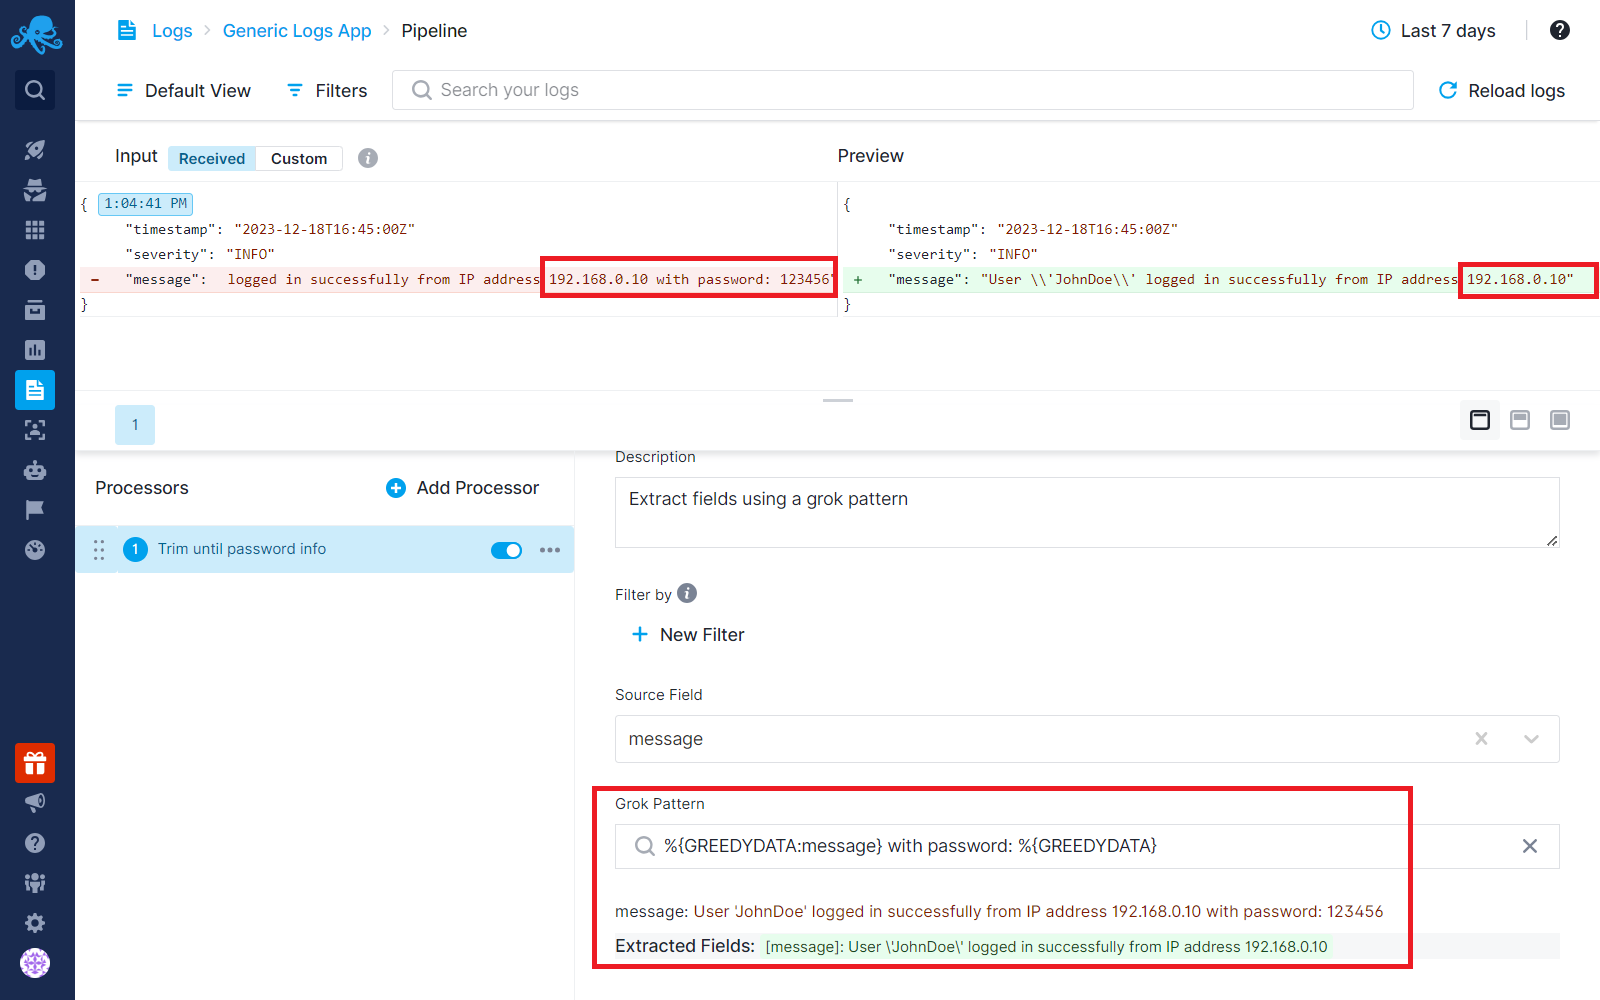 Logs > Generic Logs App > Pipeline
Last 7 days
Default View
Filters
Search your logs
Reload logs
Input
Received
Custom
Preview
{ 1:04:41 PM
"timestamp": "2023-12-18T16:45:00Z"
"severity": "INFO"
- "message": logged in successfully from IP address 192.168.0.10 with password: 123456"
}
{
"timestamp": "2023-12-18T16:45:00Z"
"severity": "INFO"
+ "message": "User \\'JohnDoe\\' logged in successfully from IP address 192.168.0.10"
}
1
Processors
Add Processor
1 Trim until password info
Description
Extract fields using a grok pattern
Filter by
New Filter
Source Field
message
Grok Pattern
%{GREEDYDATA:message} with password: %{GREEDYDATA}
message: User 'JohnDoe' logged in successfully from IP address 192.168.0.10 with password: 123456
Extracted Fields: [message]: User \'JohnDoe\' logged in successfully from IP address 192.168.0.10